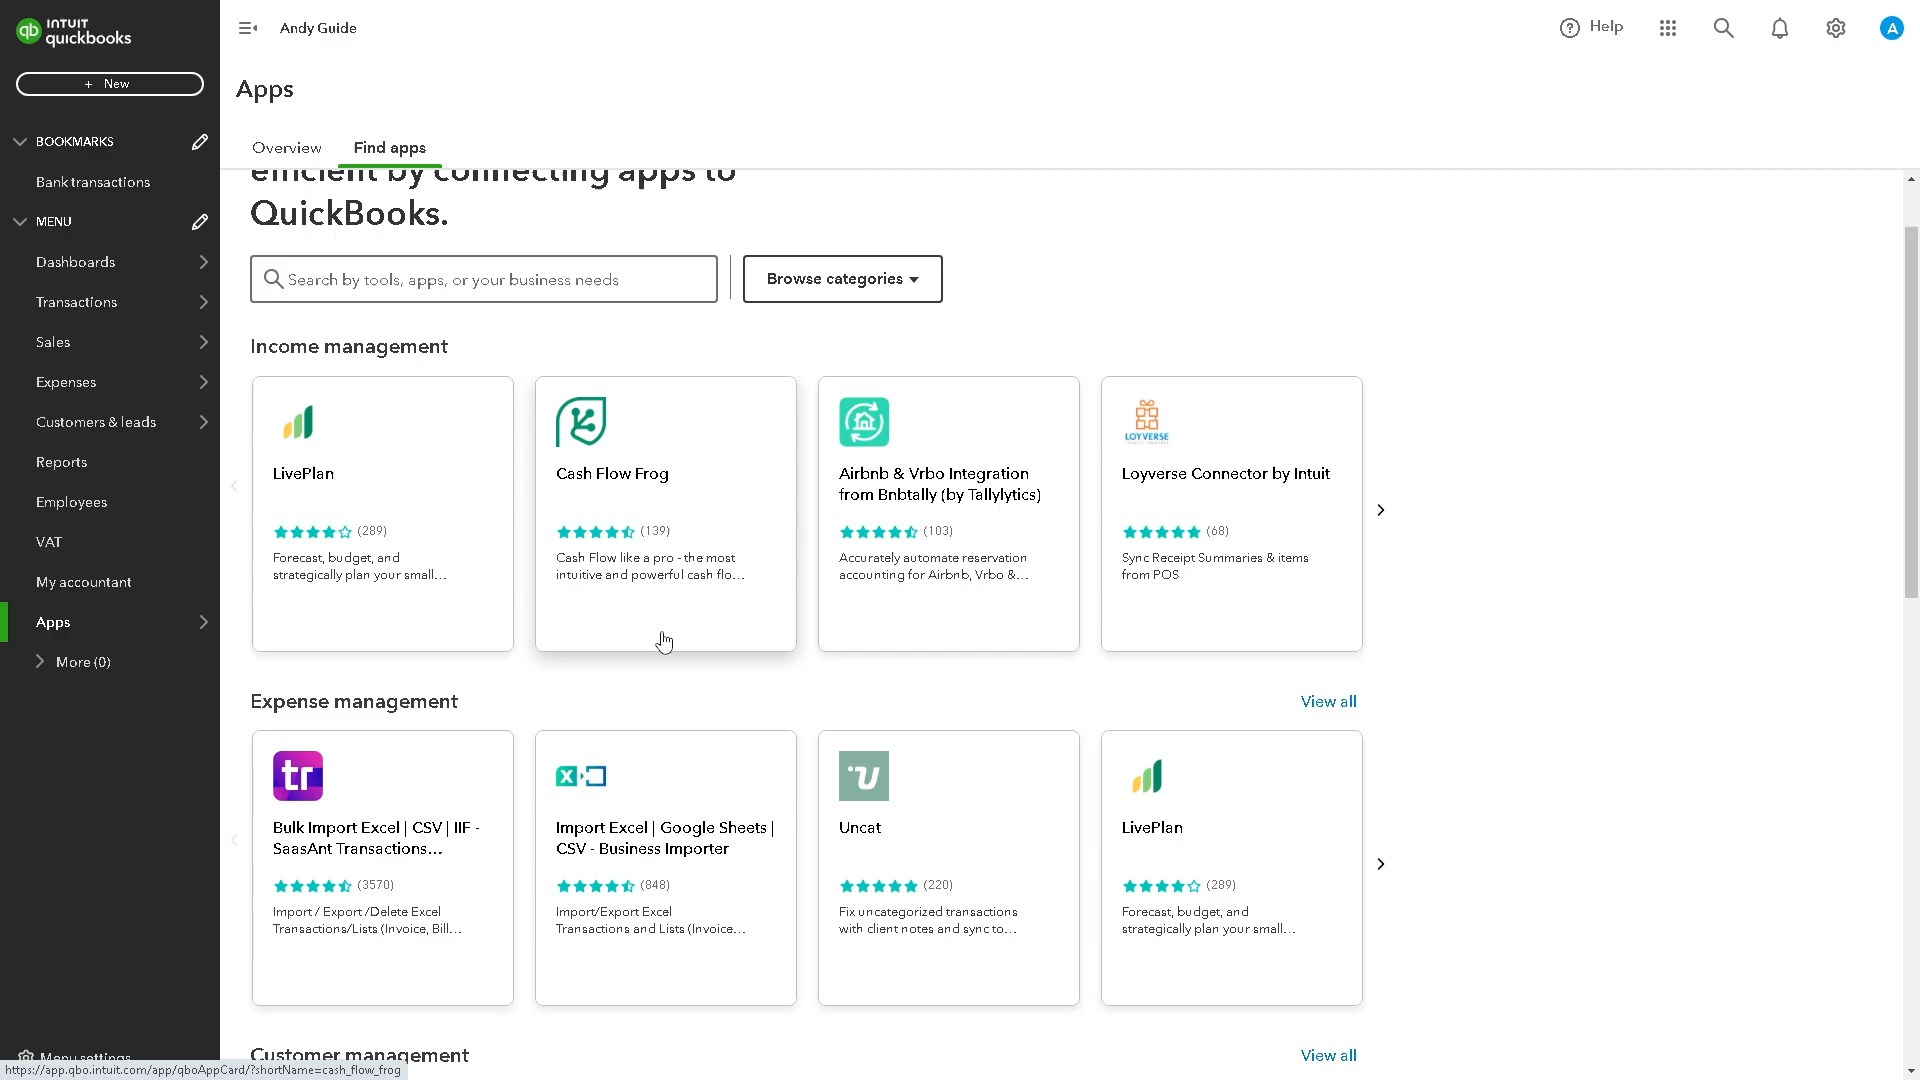 INTUIT
quickbooks
+ New
BOOKMARKS
Bank transactions
MENU
Dashboards
Transactions
Sales
Expenses
Customers & leads
Reports
Employees
VAT
My accountant
Apps
More (0)
Menu settings
Andy Guide
Help
A
Apps
Overview
Find apps
efficient by connecting apps to
QuickBooks.
Search by tools, apps, or your business needs
Browse categories
Income management
LivePlan
(289)
Forecast, budget, and
strategically plan your small...
Cash Flow Frog
(139)
Cash Flow like a pro - the most
intuitive and powerful cash flo...
Airbnb & Vrbo Integration
from Bnbtally (by Tallylytics)
(103)
Accurately automate reservation
accounting for Airbnb, Vrbo &...
LOYVERSE
Loyverse Connector by Intuit
(68)
Sync Receipt Summaries & items
from POS
Expense management
View all
tr
Bulk Import Excel | CSV | IIF -
SaasAnt Transactions...
(3570)
Import / Export /Delete Excel
Transactions/Lists (Invoice, Bill...
Import Excel | Google Sheets |
CSV - Business Importer
(848)
Import/Export Excel
Transactions and Lists (Invoice...
Uncat
(220)
Fix uncategorized transactions
with client notes and sync to...
LivePlan
(289)
Forecast, budget, and
strategically plan your small...
Customer management
View all
https://app.qbo.intuit.com/app/qboAppCard/?shortName=cash_flow_frog